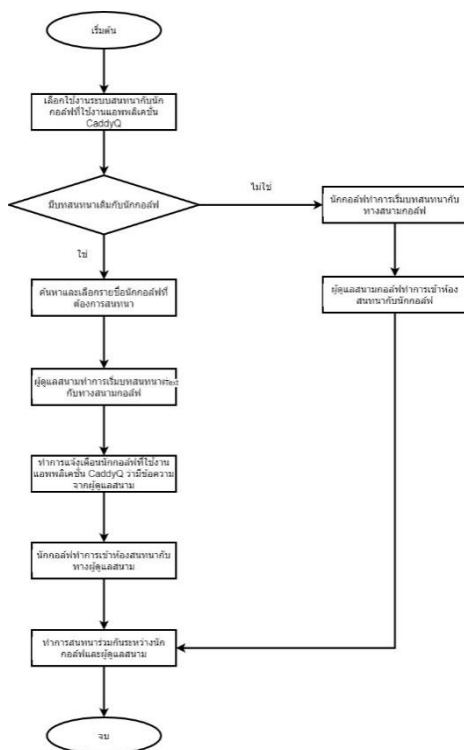 เริ่มต้น
เลือกใช้งานระบบสนทนากับนัก
กอล์ฟที่ใช้งานแอพพลิเคชั่น
CaddyQ
มีบทสนทนาเดิมกับนักกอล์ฟ
ไม่ใช่
นักกอล์ฟทำการเริ่มบทสนทนากับ
ทางสนามกอล์ฟ
ใช่
ค้นหาและเลือกรายชื่อนักกอล์ฟที่
ต้องการสนทนา
ผู้ดูแลสนามกอล์ฟทำการเข้าห้อง
สนทนากับนักกอล์ฟ
ผู้ดูแลสนามทำการเริ่มบทสนทนา
Text
กับทางสนามกอล์ฟ
ทำการแจ้งเตือนนักกอล์ฟที่ใช้งาน
แอพพลิเคชั่น CaddyQ ว่ามีข้อความ
จากผู้ดูแลสนาม
นักกอล์ฟทำการเข้าห้องสนทนากับ
ทางผู้ดูแลสนาม
ทำการสนทนาร่วมกันระหว่างนัก
กอล์ฟและผู้ดูแลสนาม
จบ